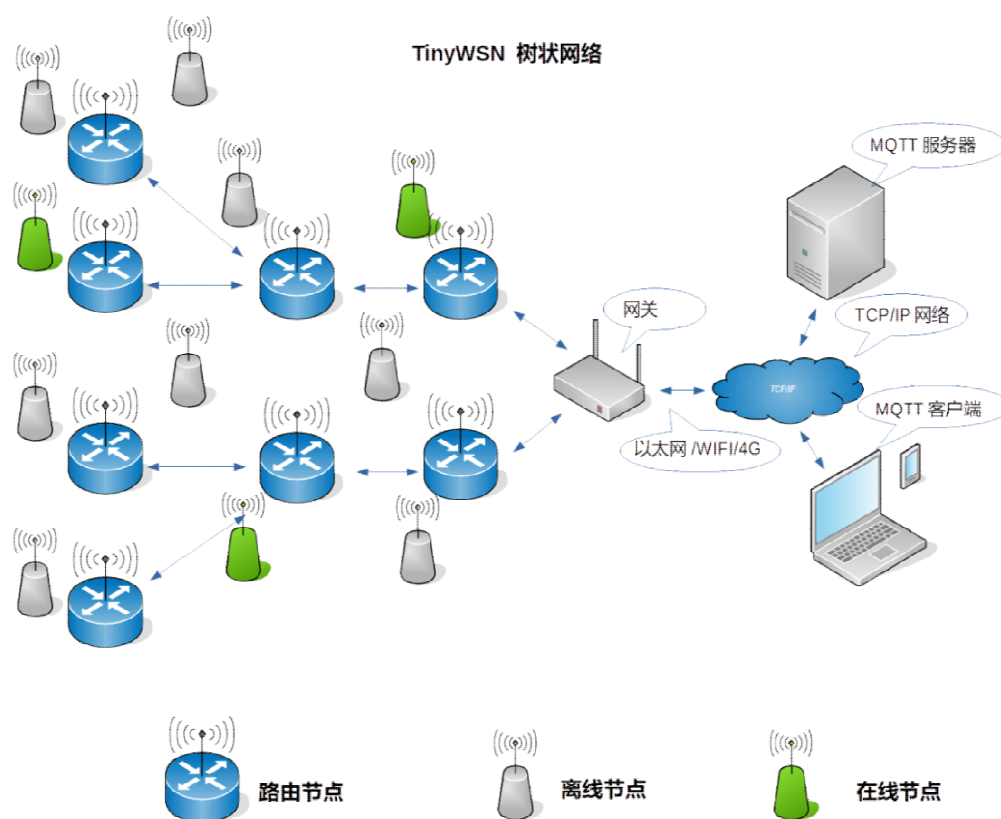 TinyWSN 树状网络
MQTT 服务器
网关
TCP/IP 网络
TCP/IP
MQTT 客户端
以太网 /WIFI/4G
路由节点
离线节点
在线节点